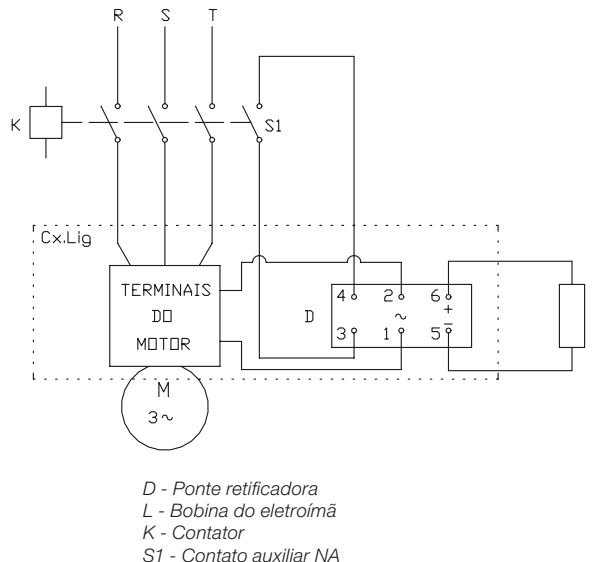 R S T
K
S1
Cx.Lig
TERMINAIS
DO
MOTOR
D
4 2 6
+
~
3 1 5
–
M
3~
D - Ponte retificadora
L - Bobina do eletroímã
K - Contator
S1 - Contato auxiliar NA